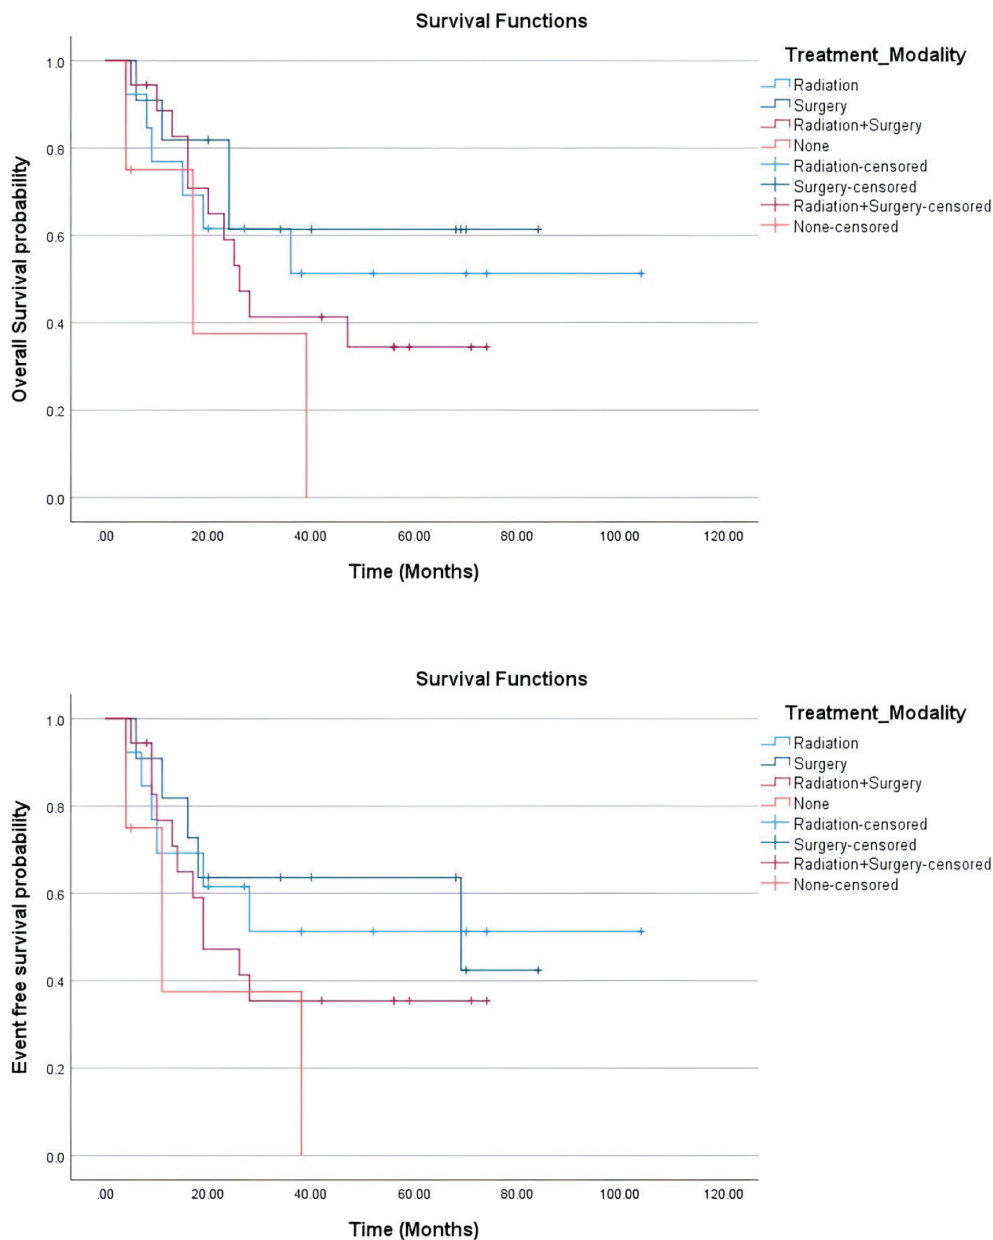 Survival Functions
Overall Survival probability
1.0
0.8
0.6
0.4
0.2
0.0
.00 20.00 40.00 60.00 80.00 100.00 120.00
Time (Months)
Treatment_Modality
Radiation
Surgery
Radiation+Surgery
None
Radiation-censored
Surgery-censored
Radiation+Surgery-censored
None-censored
Survival Functions
Event free survival probability
1.0
0.8
0.6
0.4
0.2
0.0
.00 20.00 40.00 60.00 80.00 100.00 120.00
Time (Months)
Treatment_Modality
Radiation
Surgery
Radiation+Surgery
None
Radiation-censored
Surgery-censored
Radiation+Surgery-censored
None-censored